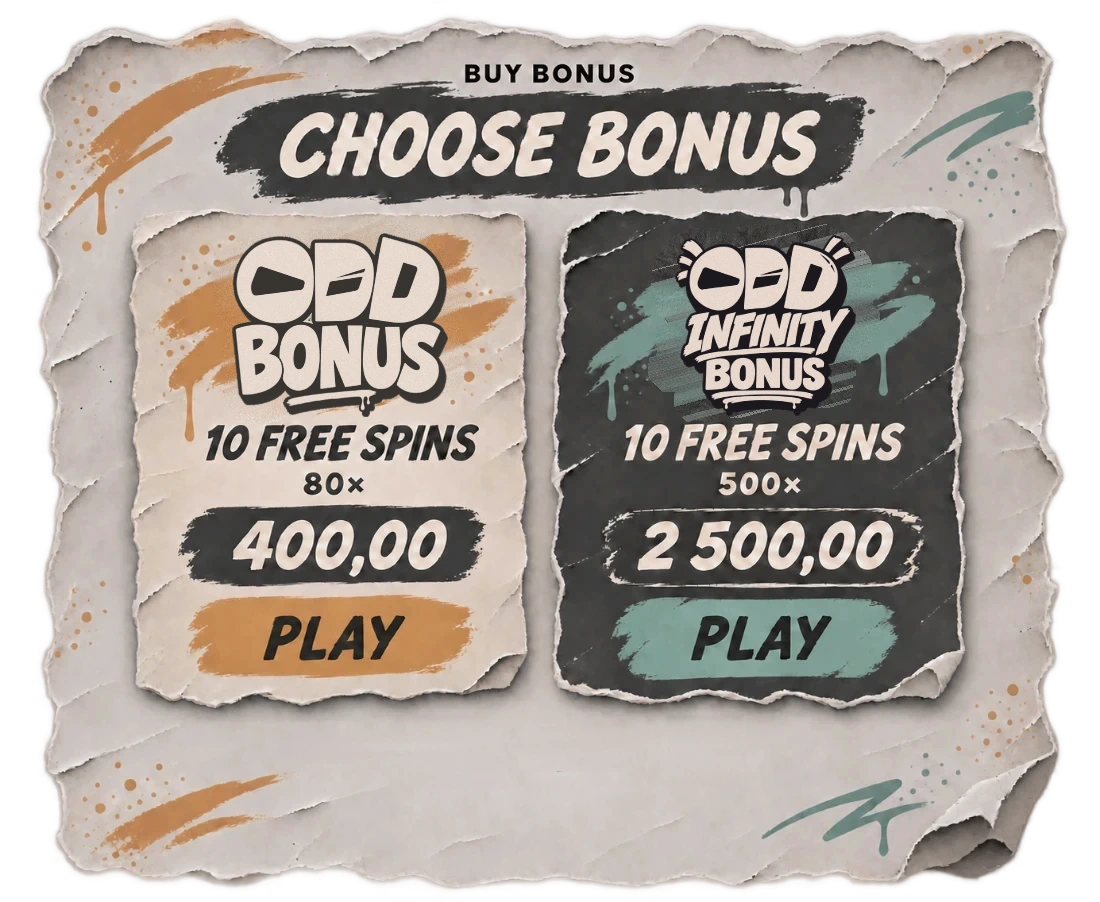 BUY BONUS
CHOOSE BONUS
ODD
BONUS
10 FREE SPINS
80×
400,00
PLAY
ODD
INFINITY
BONUS
10 FREE SPINS
500×
2 500,00
PLAY